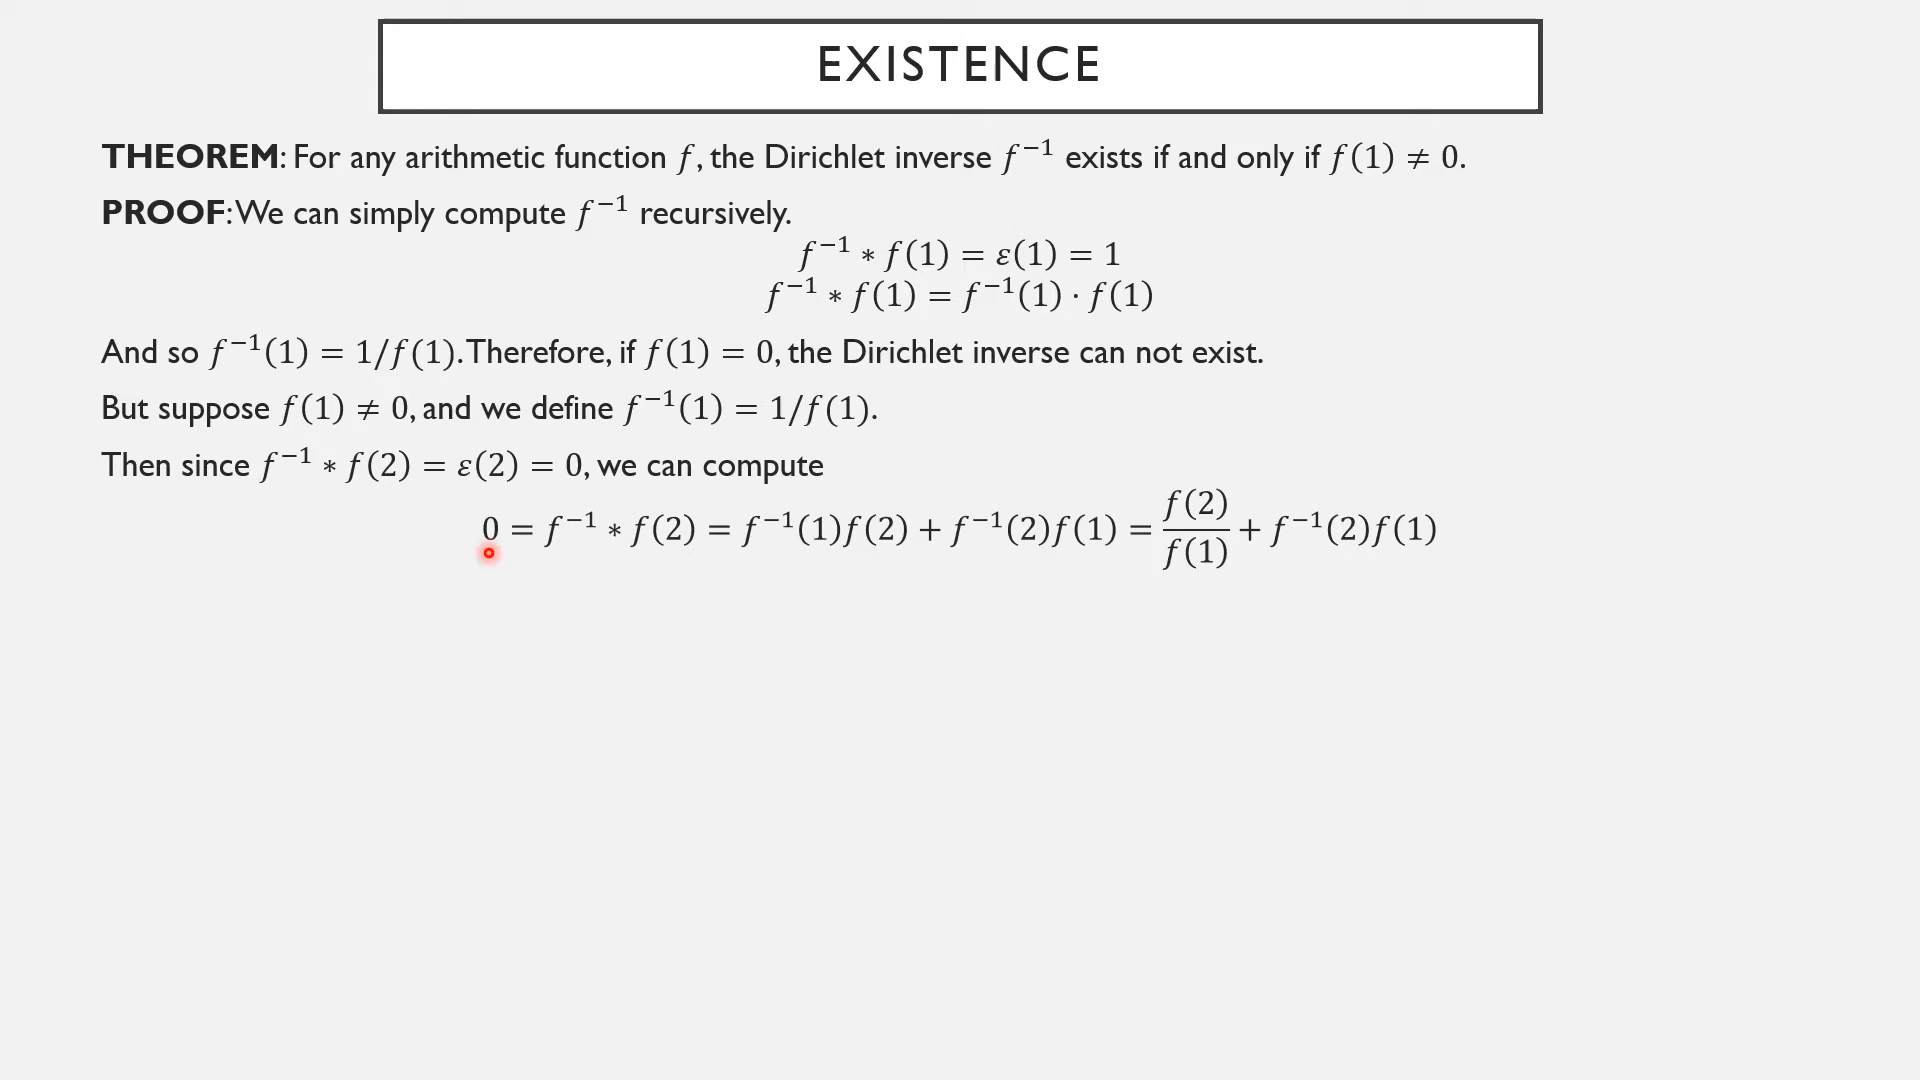 EXISTENCE
THEOREM: For any arithmetic function f, the Dirichlet inverse f⁻¹ exists if and only if f(1) ≠ 0.
PROOF: We can simply compute f⁻¹ recursively.
f⁻¹ ∗ f(1) = ε(1) = 1
f⁻¹ ∗ f(1) = f⁻¹(1) · f(1)
And so f⁻¹(1) = 1/f(1). Therefore, if f(1) = 0, the Dirichlet inverse can not exist.
But suppose f(1) ≠ 0, and we define f⁻¹(1) = 1/f(1).
Then since f⁻¹ ∗ f(2) = ε(2) = 0, we can compute
0 = f⁻¹ ∗ f(2) = f⁻¹(1)f(2) + f⁻¹(2)f(1) = f(2)/f(1) + f⁻¹(2)f(1)